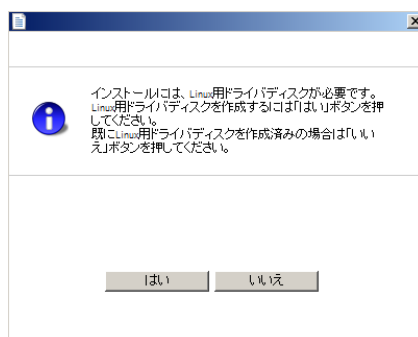 インストールには、Linux用ドライバディスクが必要です。
Linux用ドライバディスクを作成するには「はい」ボタンを押
してください。
既にLinux用ドライバディスクを作成済みの場合は「いい
え」ボタンを押してください。
はい
いいえ